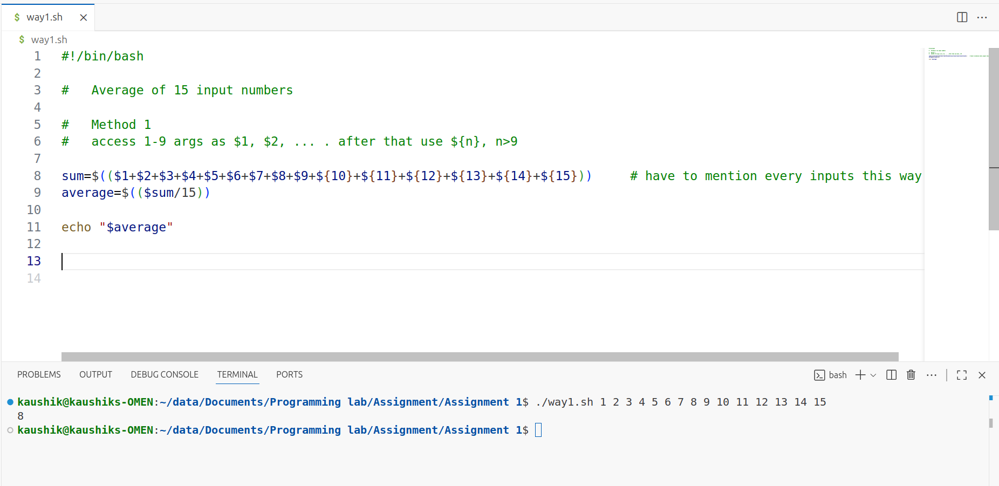 $ way1.sh ×
$ way1.sh
1 #!/bin/bash
2
3 #   Average of 15 input numbers
4
5 #   Method 1
6 #   access 1-9 args as $1, $2, ... . after that use ${n}, n>9
7
8 sum=$(($1+$2+$3+$4+$5+$6+$7+$8+$9+${10}+${11}+${12}+${13}+${14}+${15}))     # have to mention every inputs this way
9 average=$(($sum/15))
10
11 echo "$average"
12
13
14
PROBLEMS OUTPUT DEBUG CONSOLE TERMINAL PORTS bash
kaushik@kaushiks-OMEN:~/data/Documents/Programming lab/Assignment/Assignment 1$ ./way1.sh 1 2 3 4 5 6 7 8 9 10 11 12 13 14 15
8
kaushik@kaushiks-OMEN:~/data/Documents/Programming lab/Assignment/Assignment 1$